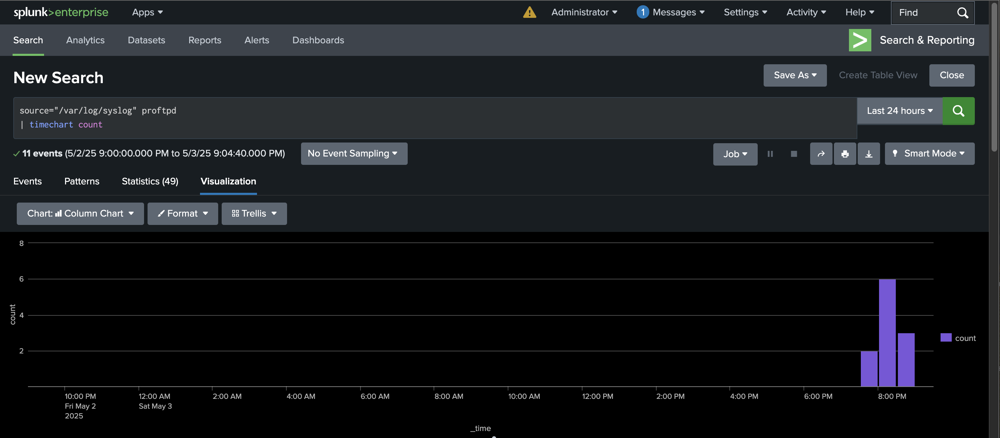 splunk>enterprise Apps Administrator 1 Messages Settings Activity Help Find
Search Analytics Datasets Reports Alerts Dashboards Search & Reporting
New Search Save As Create Table View Close
source="/var/log/syslog" proftpd Last 24 hours
| timechart count
11 events (5/2/25 9:00:00.000 PM to 5/3/25 9:04:40.000 PM) No Event Sampling Job Smart Mode
Events Patterns Statistics (49) Visualization
Chart: Column Chart Format Trellis
8
6
4
2
count
count
10:00 PM 12:00 AM 2:00 AM 4:00 AM 6:00 AM 8:00 AM 10:00 AM 12:00 PM 2:00 PM 4:00 PM 6:00 PM 8:00 PM
Fri May 2 Sat May 3
2025
_time